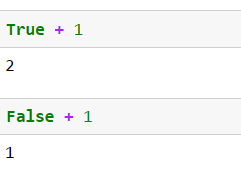 True + 1
2
False + 1
1